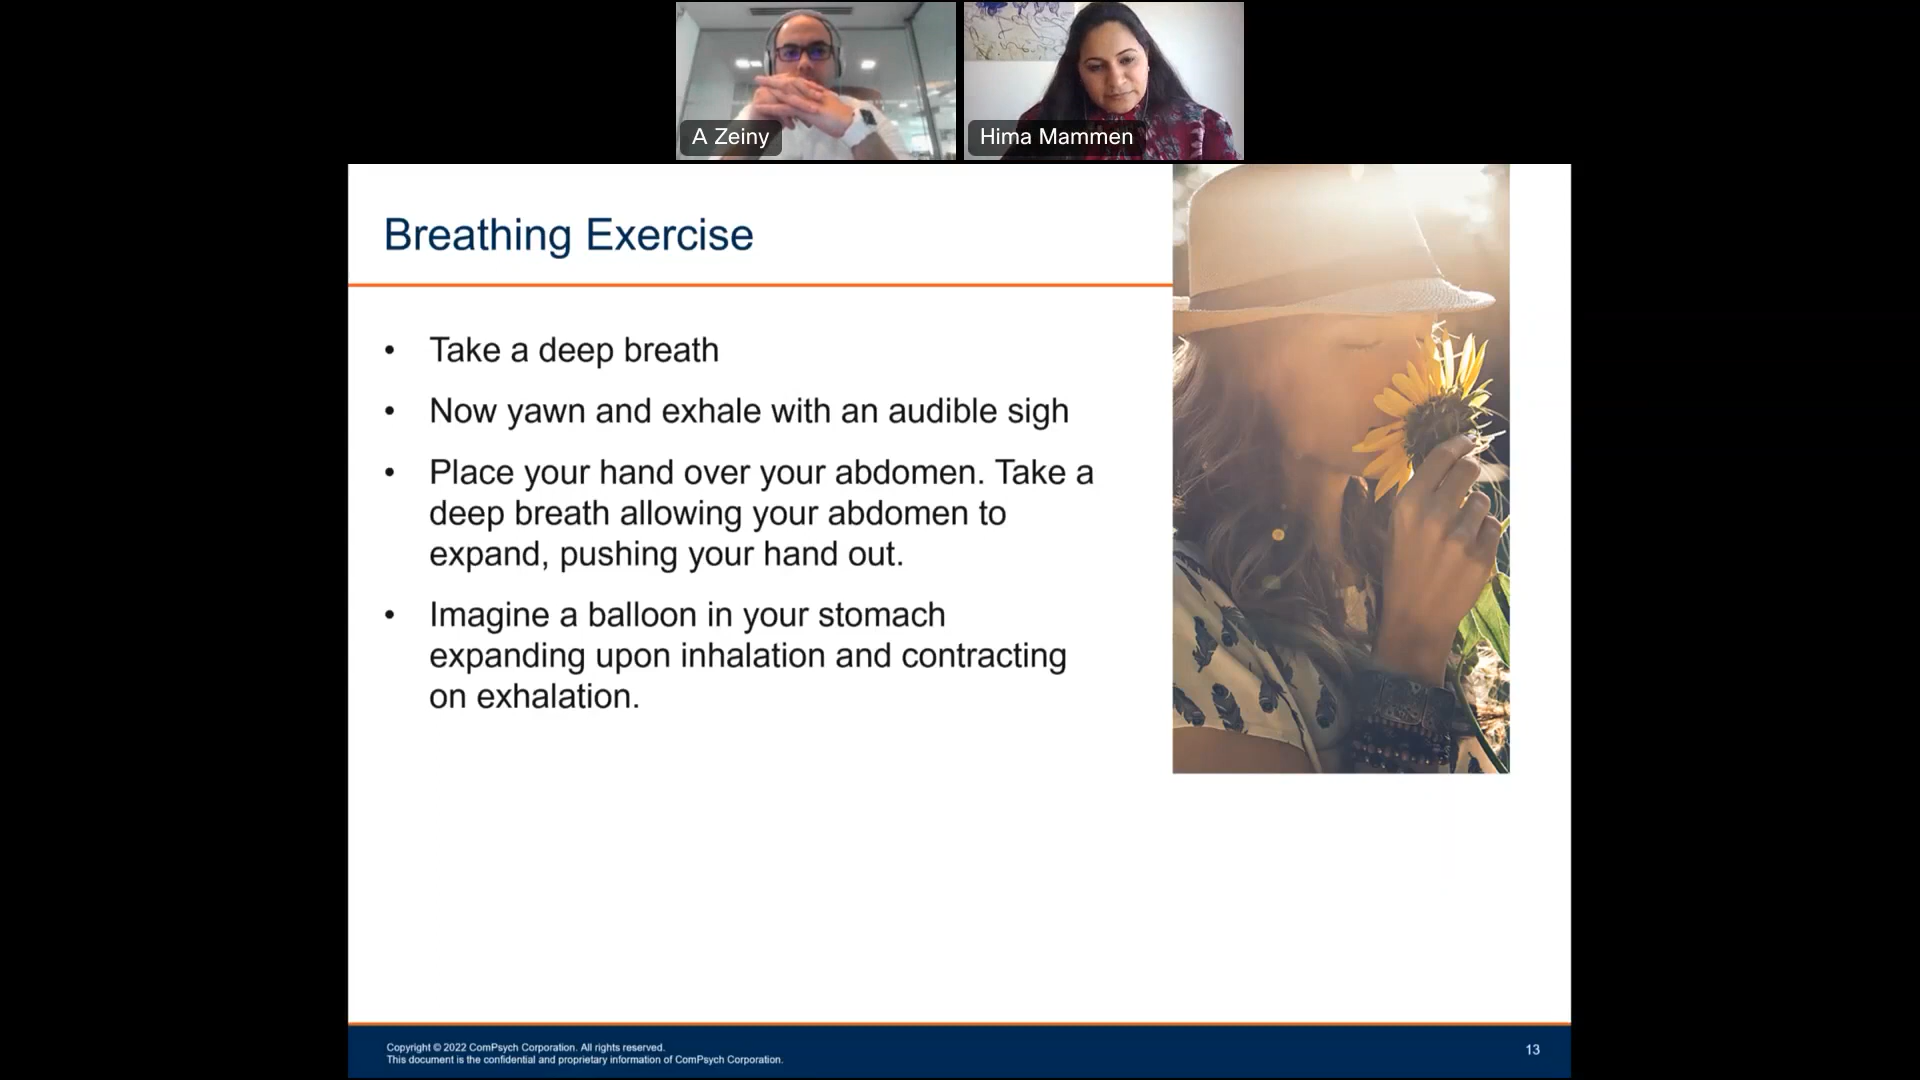 A Zeiny
Hima Mammen
Breathing Exercise
• Take a deep breath
• Now yawn and exhale with an audible sigh
• Place your hand over your abdomen. Take a
deep breath allowing your abdomen to
expand, pushing your hand out.
• Imagine a balloon in your stomach
expanding upon inhalation and contracting
on exhalation.
Copyright © 2022 ComPsych Corporation. All rights reserved.
This document is the confidential and proprietary information of ComPsych Corporation.
13